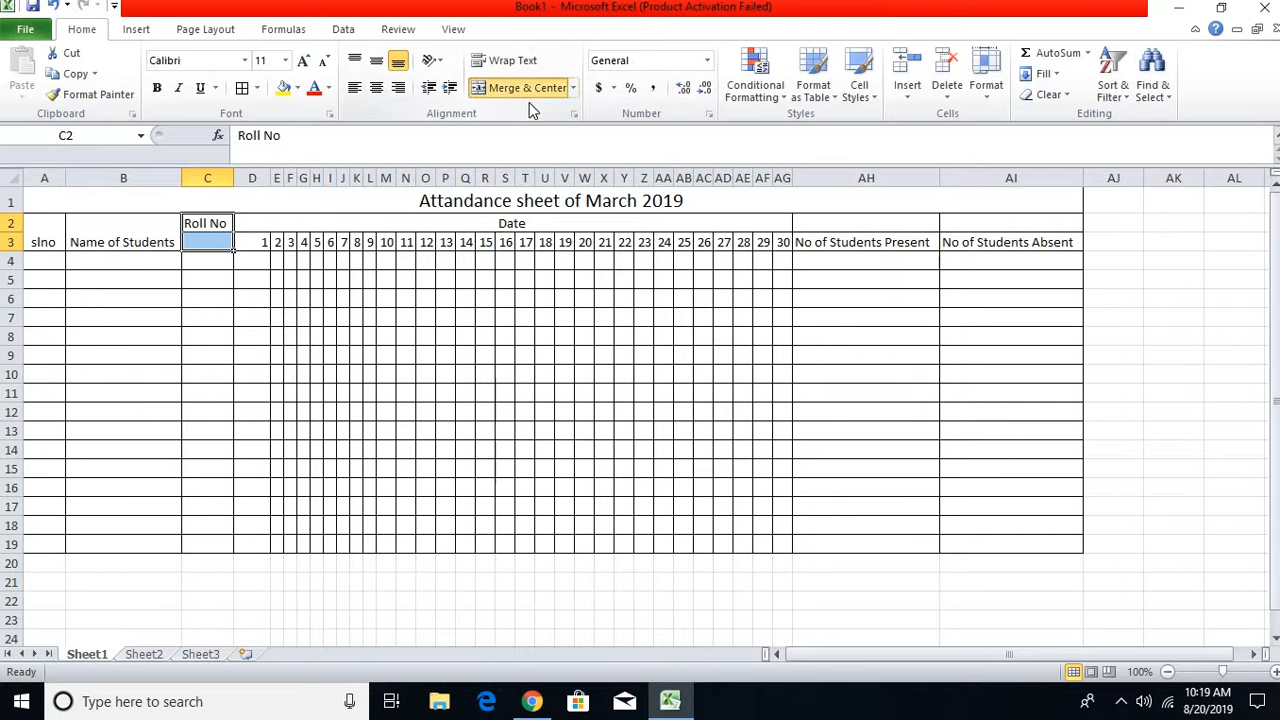 Book1 - Microsoft Excel (Product Activation Failed)
File Home Insert Page Layout Formulas Data Review View
Cut
Calibri 11 Wrap Text General AutoSum
Copy Fill
Paste Format Painter B I U Merge & Center $ % , Conditional Formatting Format as Table Cell Styles Insert Delete Format Clear Sort & Filter Find & Select
Clipboard Font Alignment Number Styles Cells Editing
C2 fx Roll No
A B C D E F G H I J K L M N O P Q R S T U V W X Y Z AA AB AC AD AE AF AG AH AI AJ AK AL
1 Attandance sheet of March 2019
2 Roll No Date
3 slno Name of Students 1 2 3 4 5 6 7 8 9 10 11 12 13 14 15 16 17 18 19 20 21 22 23 24 25 26 27 28 29 30 No of Students Present No of Students Absent
4
5
6
7
8
9
10
11
12
13
14
15
16
17
18
19
20
21
22
23
24
Sheet1 Sheet2 Sheet3
Ready 100%
Type here to search 10:19 AM
8/20/2019